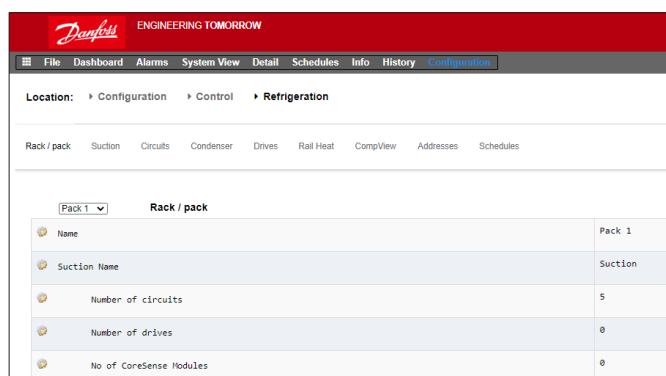 Danfoss ENGINEERING TOMORROW
File Dashboard Alarms System View Detail Schedules Info History Configuration
Location: Configuration Control Refrigeration
Rack / pack Suction Circuits Condenser Drives Rail Heat CompView Addresses Schedules
Pack 1 Rack / pack
Name Pack 1
Suction Name Suction
Number of circuits 5
Number of drives 0
No of CoreSense Modules 0